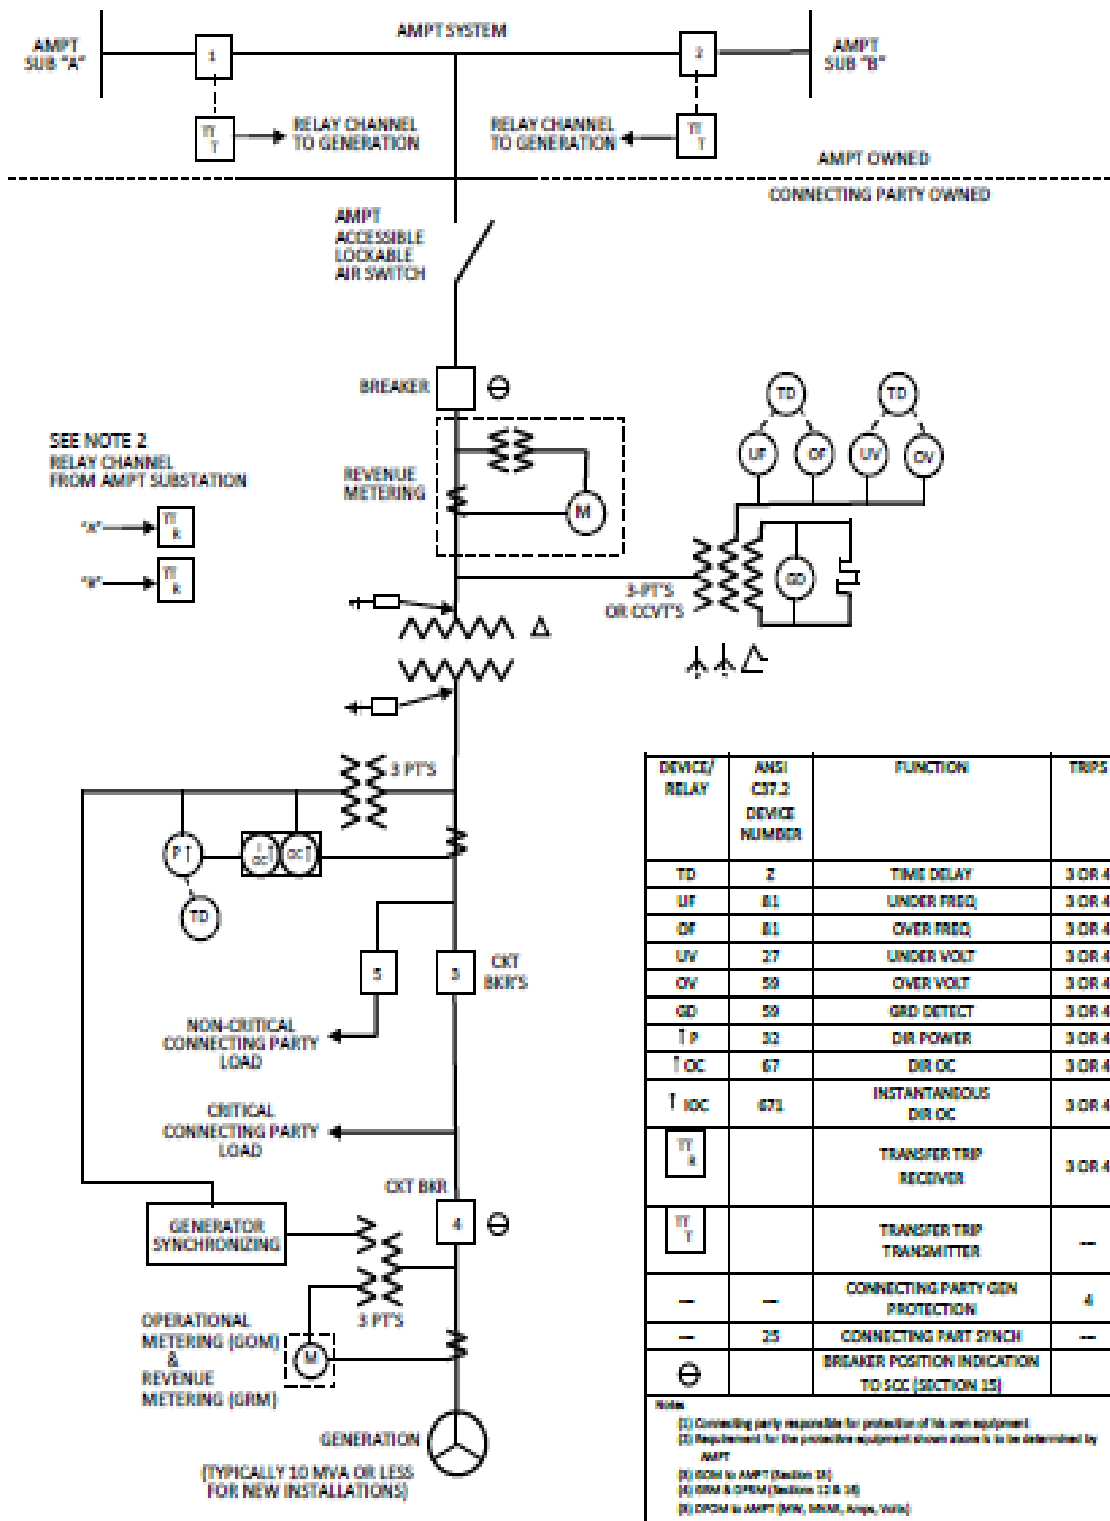 AMPT SYSTEM
AMPT
SUB "A"
1
2
AMPT
SUB "B"
TT
T
RELAY CHANNEL
TO GENERATION
RELAY CHANNEL
TO GENERATION
TT
T
AMPT OWNED
CONNECTING PARTY OWNED
AMPT
ACCESSIBLE
LOCKABLE
AIR SWITCH
BREAKER
SEE NOTE 2
RELAY CHANNEL
FROM AMPT SUBSTATION
"A"
TT
R
"B"
TT
R
REVENUE
METERING
M
TD
TD
UF
OF
UV
OV
GD
3-PT'S
OR CCVT'S
3 PT'S
P↑
I
OC↑
OC↑
TD
5
3
CKT
BKR'S
NON-CRITICAL
CONNECTING PARTY
LOAD
CRITICAL
CONNECTING PARTY
LOAD
CKT BKR
4
GENERATOR
SYNCHRONIZING
3 PT'S
OPERATIONAL
METERING (GOM)
&
REVENUE
METERING (GRM)
M
GENERATION
(TYPICALLY 10 MVA OR LESS
FOR NEW INSTALLATIONS)
DEVICE/
RELAY
ANSI
C37.2
DEVICE
NUMBER
FUNCTION
TRIPS
TD 2 TIME DELAY 3 OR 4
UF 81 UNDER FREQ 3 OR 4
OF 81 OVER FREQ 3 OR 4
UV 27 UNDER VOLT 3 OR 4
OV 59 OVER VOLT 3 OR 4
GD 59 GRD DETECT 3 OR 4
↑ P 32 DIR POWER 3 OR 4
↑ OC 67 DIR OC 3 OR 4
↑ IOC 671 INSTANTANEOUS
DIR OC 3 OR 4
TT
R
TRANSFER TRIP
RECEIVER
3 OR 4
TT
T
TRANSFER TRIP
TRANSMITTER
---
--- --- CONNECTING PARTY GEN
PROTECTION 4
--- 25 CONNECTING PART SYNCH ---
BREAKER POSITION INDICATION
TO SCC (SECTION 15)
Notes
(1) Connecting party responsible for protection of his own equipment
(2) Requirement for the protective equipment shown above is to be determined by
AMPT
(3) GOM to AMPT (Section 15)
(4) GRM & OPRM (Sections 12 & 14)
(5) OPOM to AMPT (MW, MVAR, Amps, Volts)